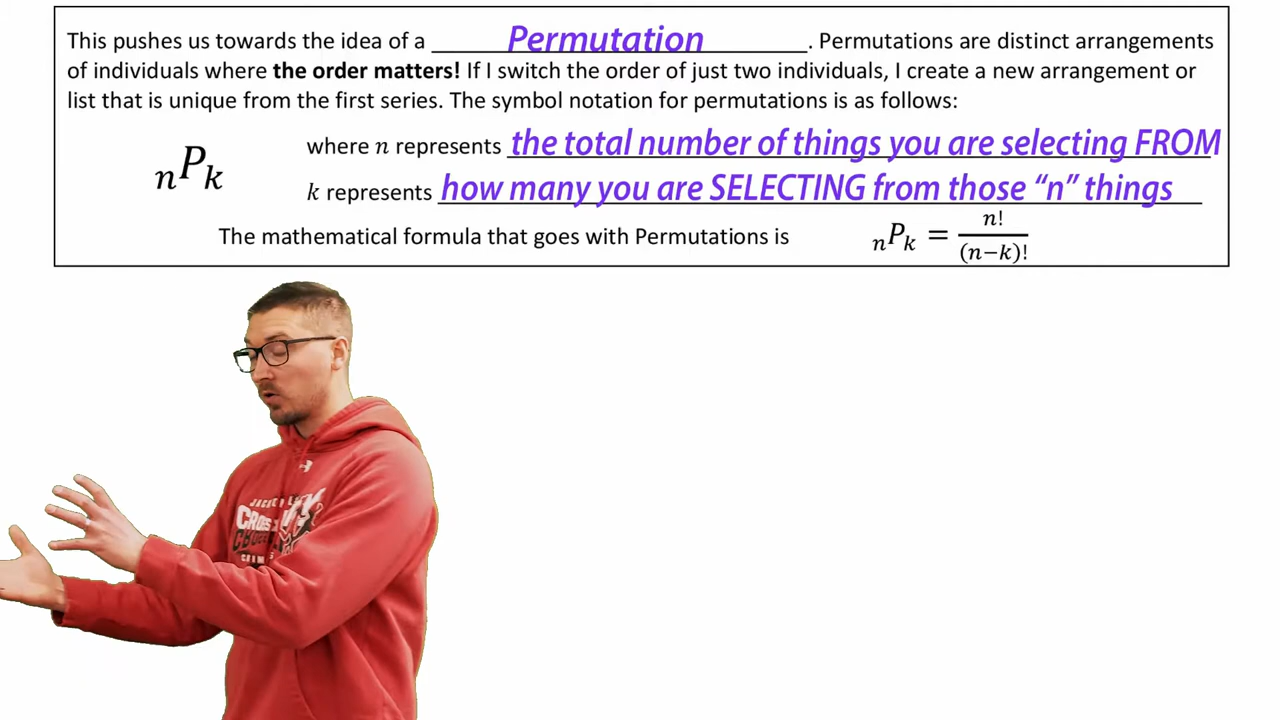 This pushes us towards the idea of a Permutation. Permutations are distinct arrangements
of individuals where the order matters! If I switch the order of just two individuals, I create a new arrangement or
list that is unique from the first series. The symbol notation for permutations is as follows:
nPk
where n represents the total number of things you are selecting FROM
k represents how many you are SELECTING from those “n” things
The mathematical formula that goes with Permutations is nPk = n!/(n−k)!